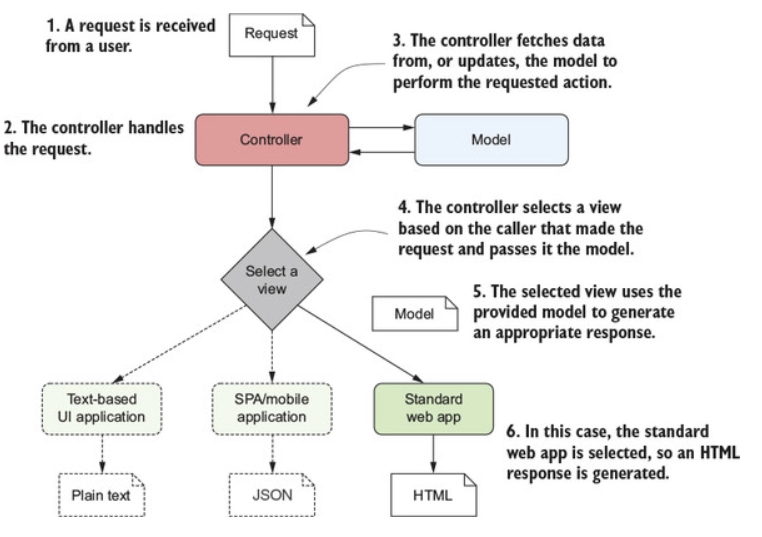 1. A request is received
from a user.
Request
3. The controller fetches data
from, or updates, the model to
perform the requested action.
2. The controller handles
the request.
Controller
Model
4. The controller selects a view
based on the caller that made the
request and passes it the model.
Select a
view
Model
5. The selected view uses the
provided model to generate
an appropriate response.
Text-based
UI application
SPA/mobile
application
Standard
web app
6. In this case, the standard
web app is selected, so an HTML
response is generated.
Plain text
JSON
HTML